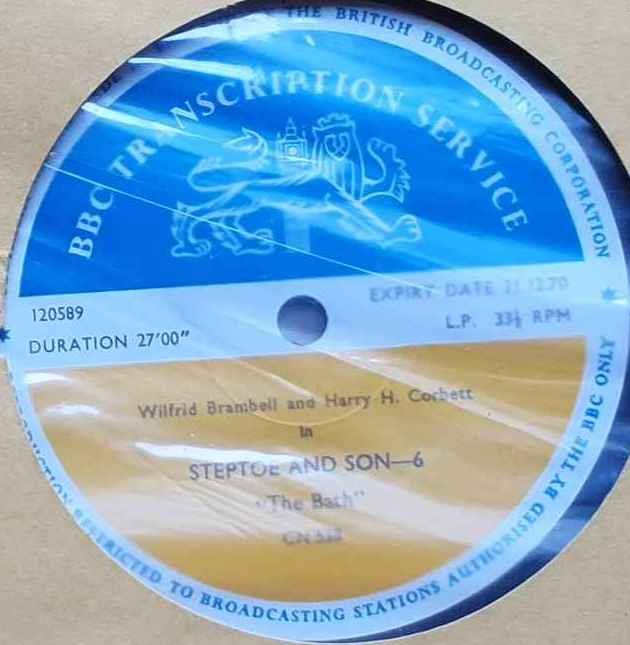 THE BRITISH BROADCASTING CORPORATION
BBC TRANSCRIPTION SERVICE
120589
DURATION 27'00"
EXPIRY DATE
L.P. 33⅓ RPM
Wilfrid Brambell and Harry H. Corbett
in
STEPTOE AND SON—6
"The Bath"
CN
RESTRICTED TO BROADCASTING STATIONS AUTHORISED BY THE BBC ONLY